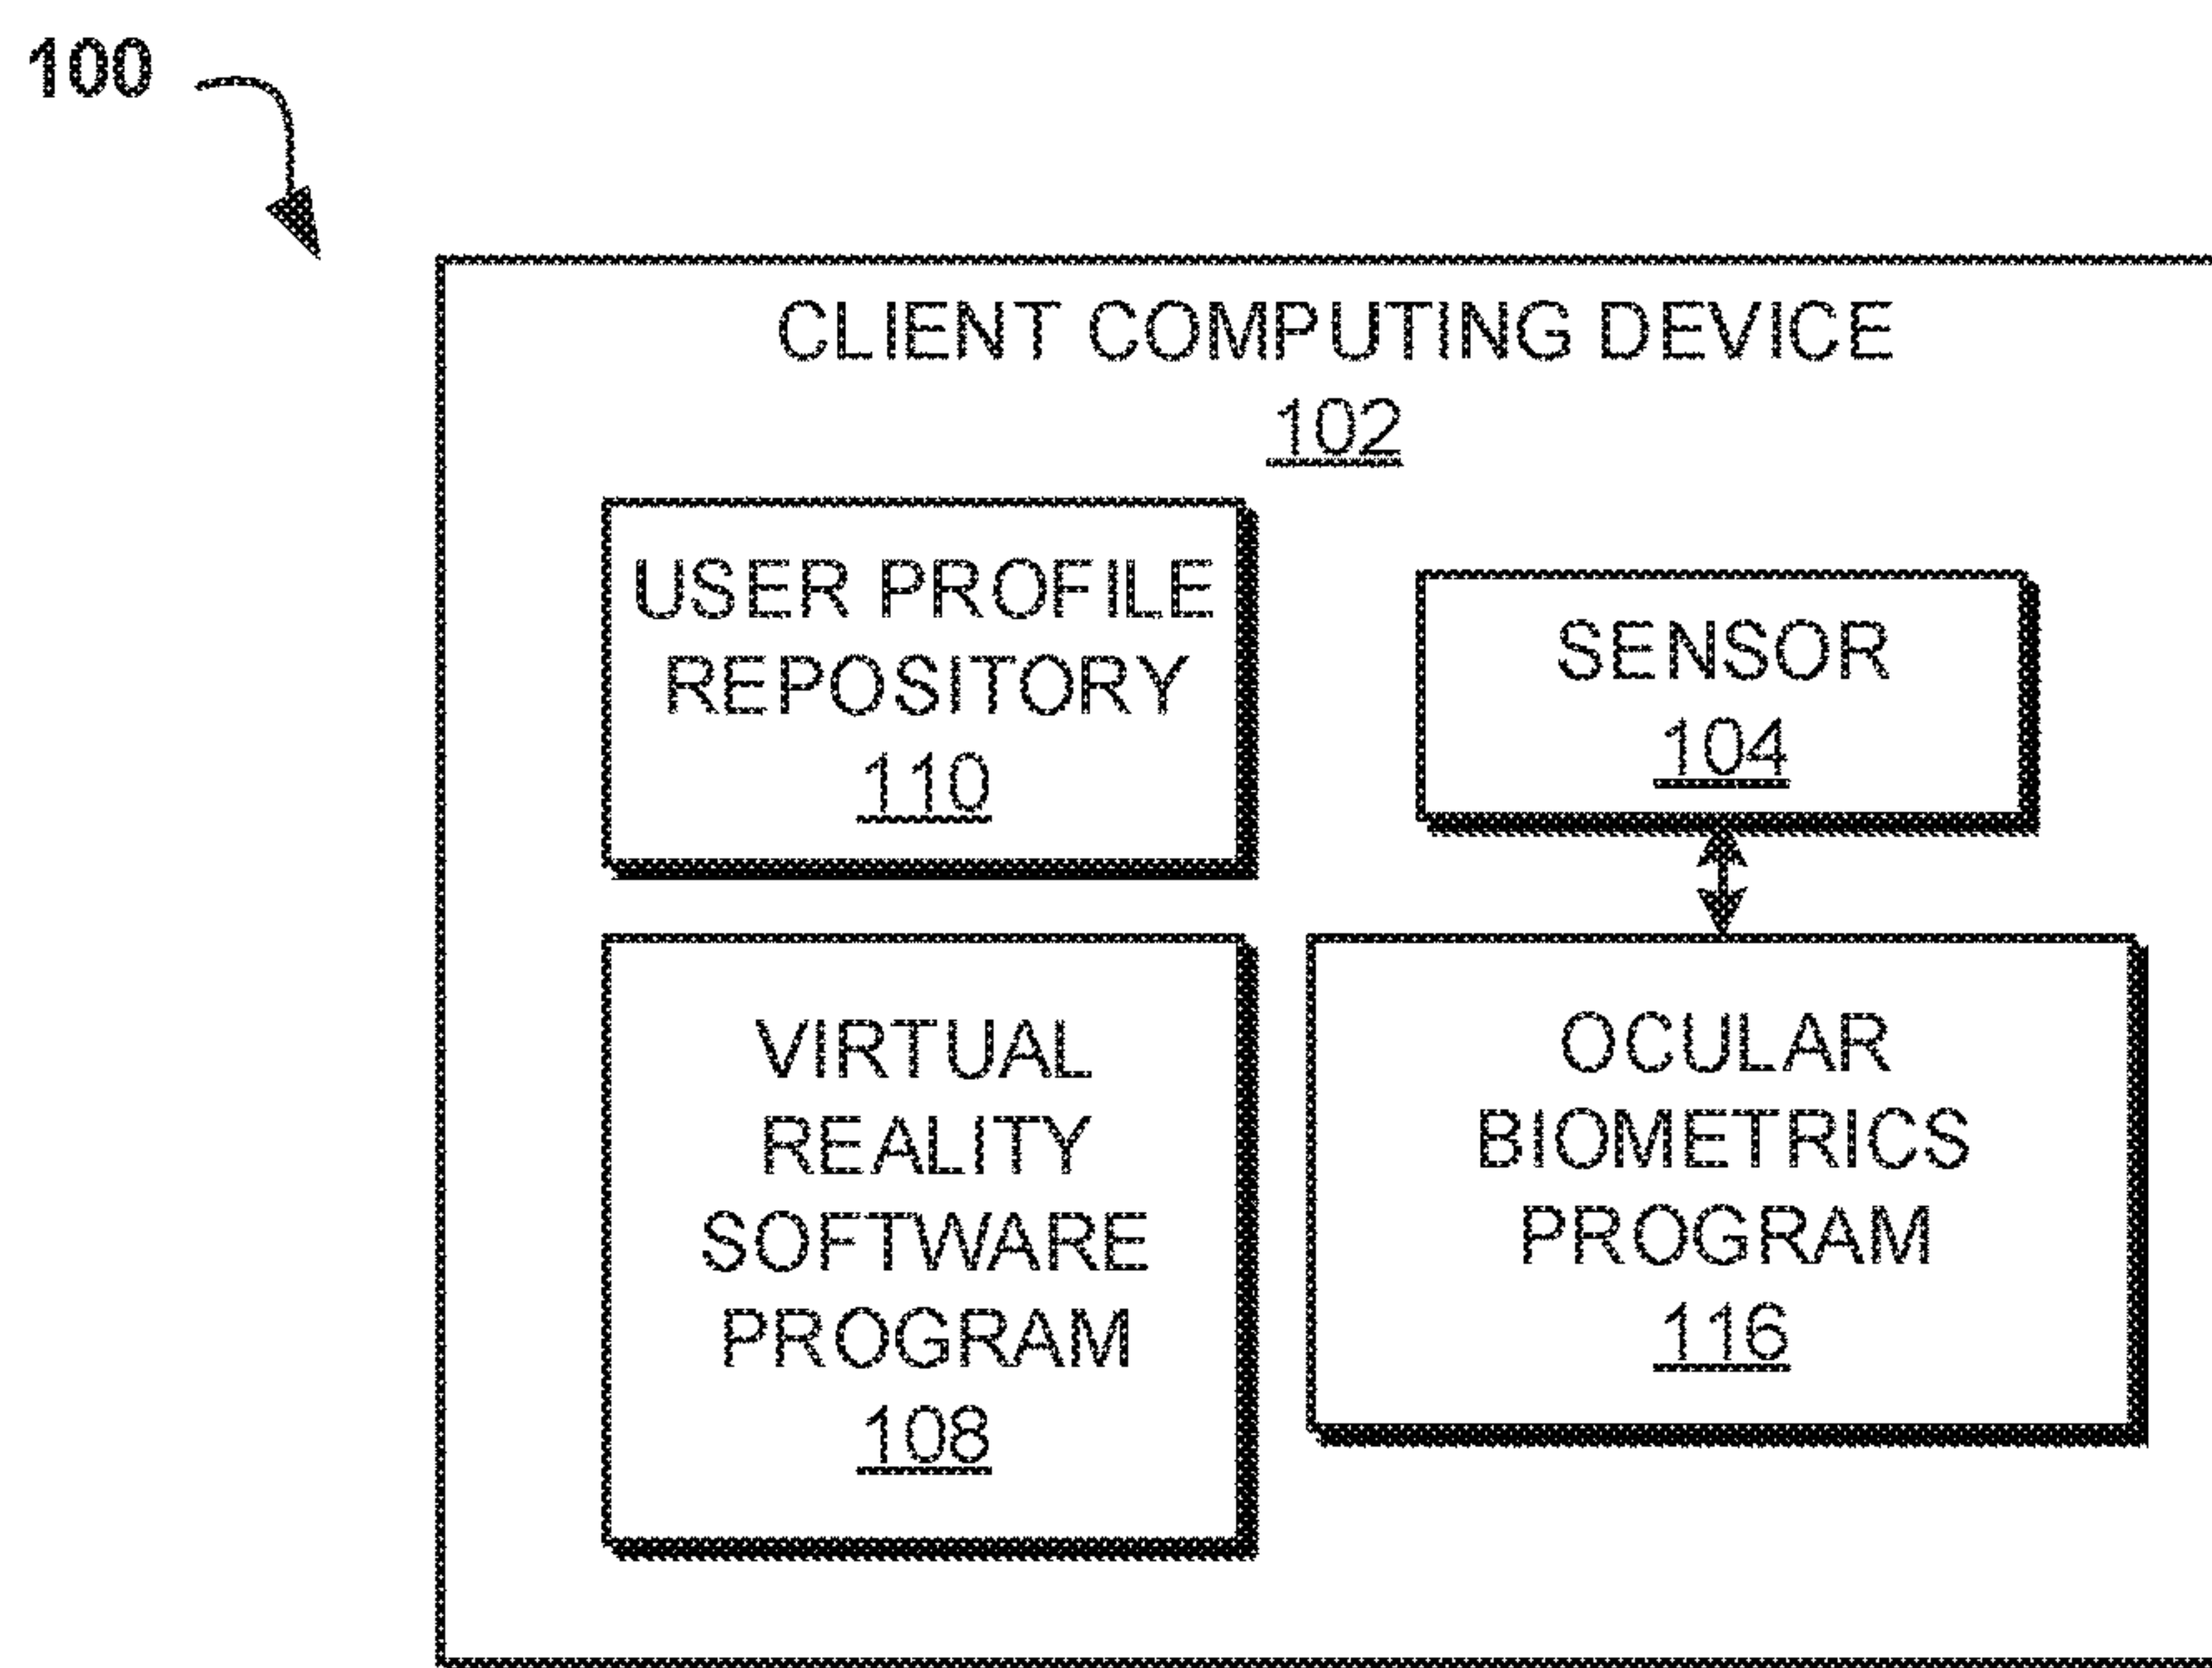 100
CLIENT COMPUTING DEVICE
102
USER PROFILE
REPOSITORY
110
SENSOR
104
VIRTUAL
REALITY
SOFTWARE
PROGRAM
108
OCULAR
BIOMETRICS
PROGRAM
116